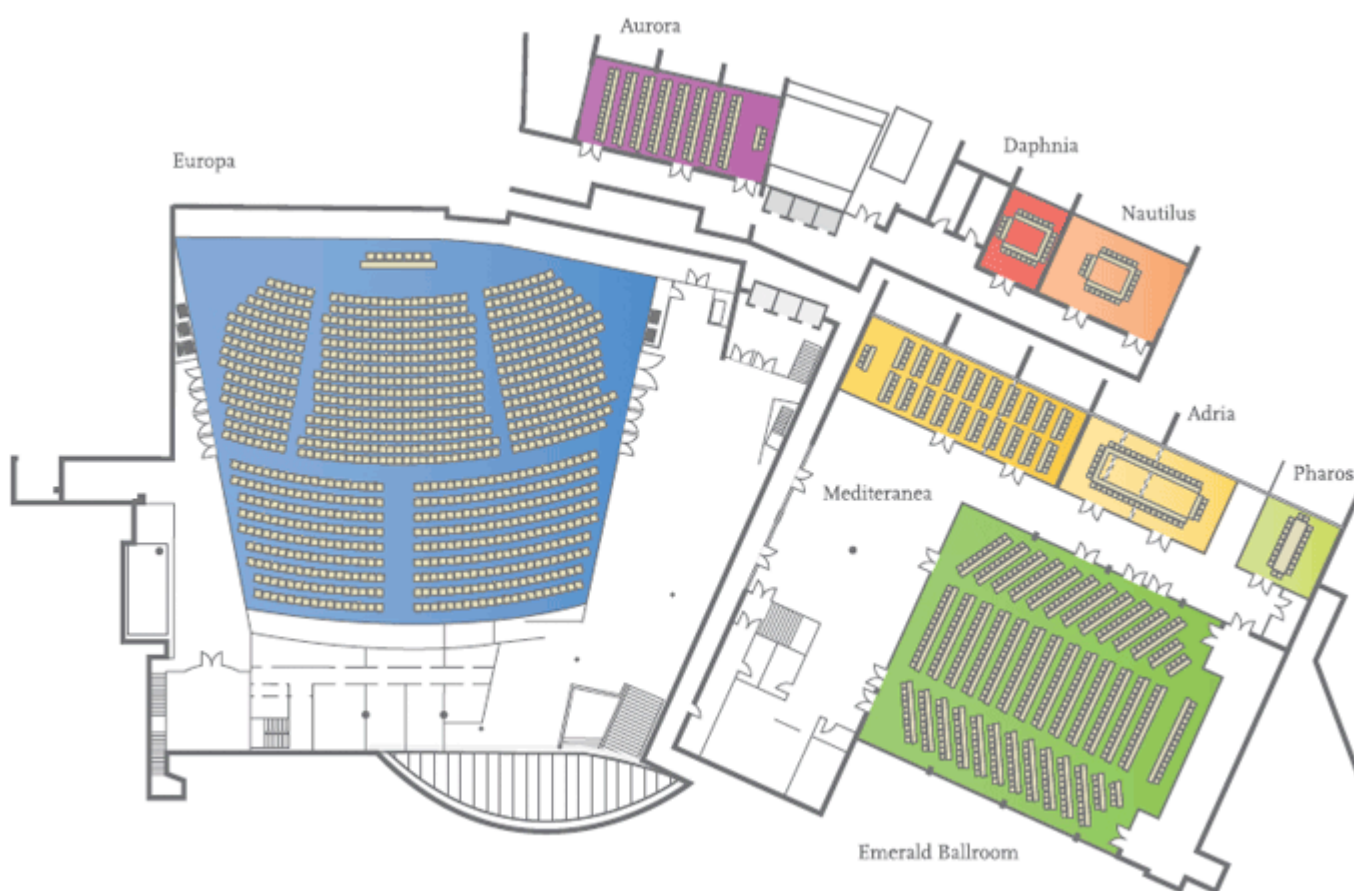 Aurora
Europa
Daphnia
Nautilus
Adria
Pharos
Mediteranea
Emerald Ballroom